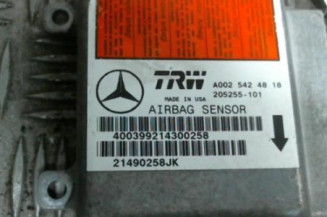 TRW
A002 542 48 18
MADE IN USA
205255-101
AIRBAG SENSOR
400399214300258
21490258JK